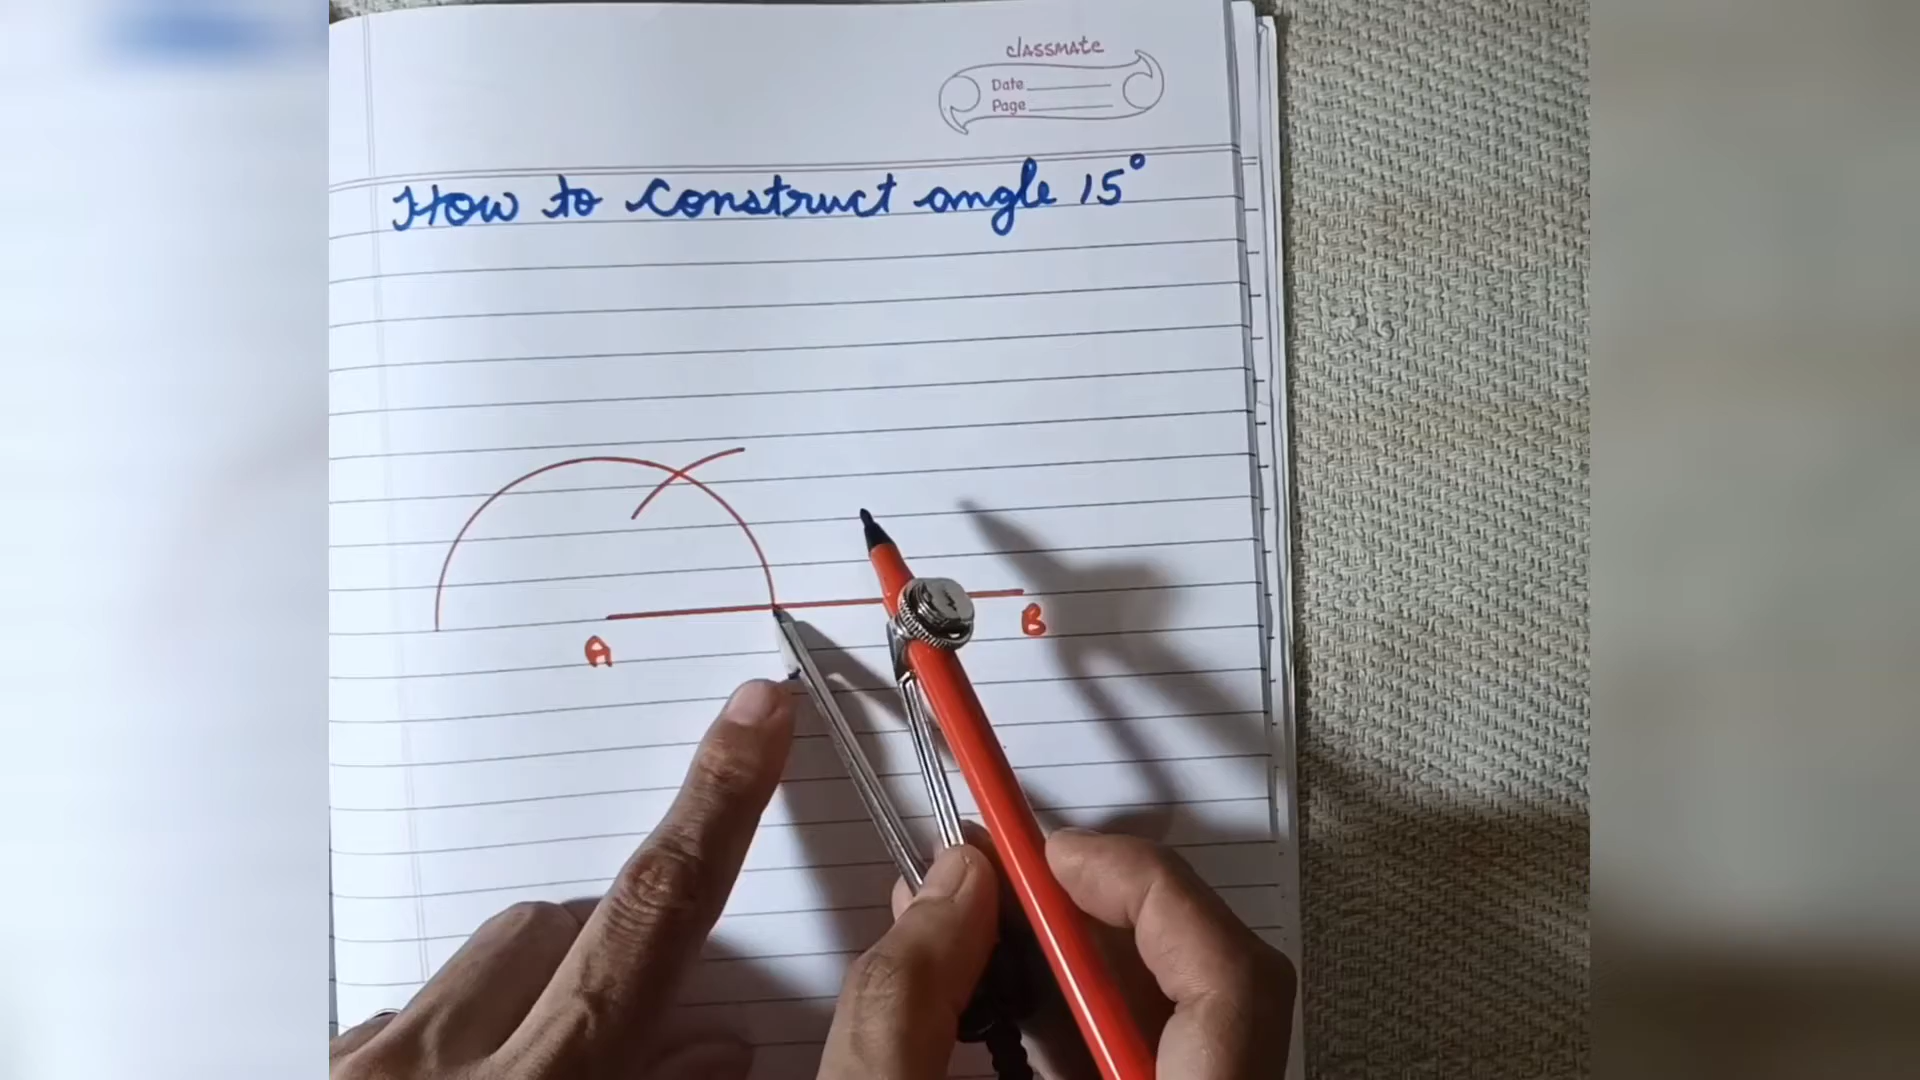 classmate
Date
Page
How to construct angle 15°
A
B